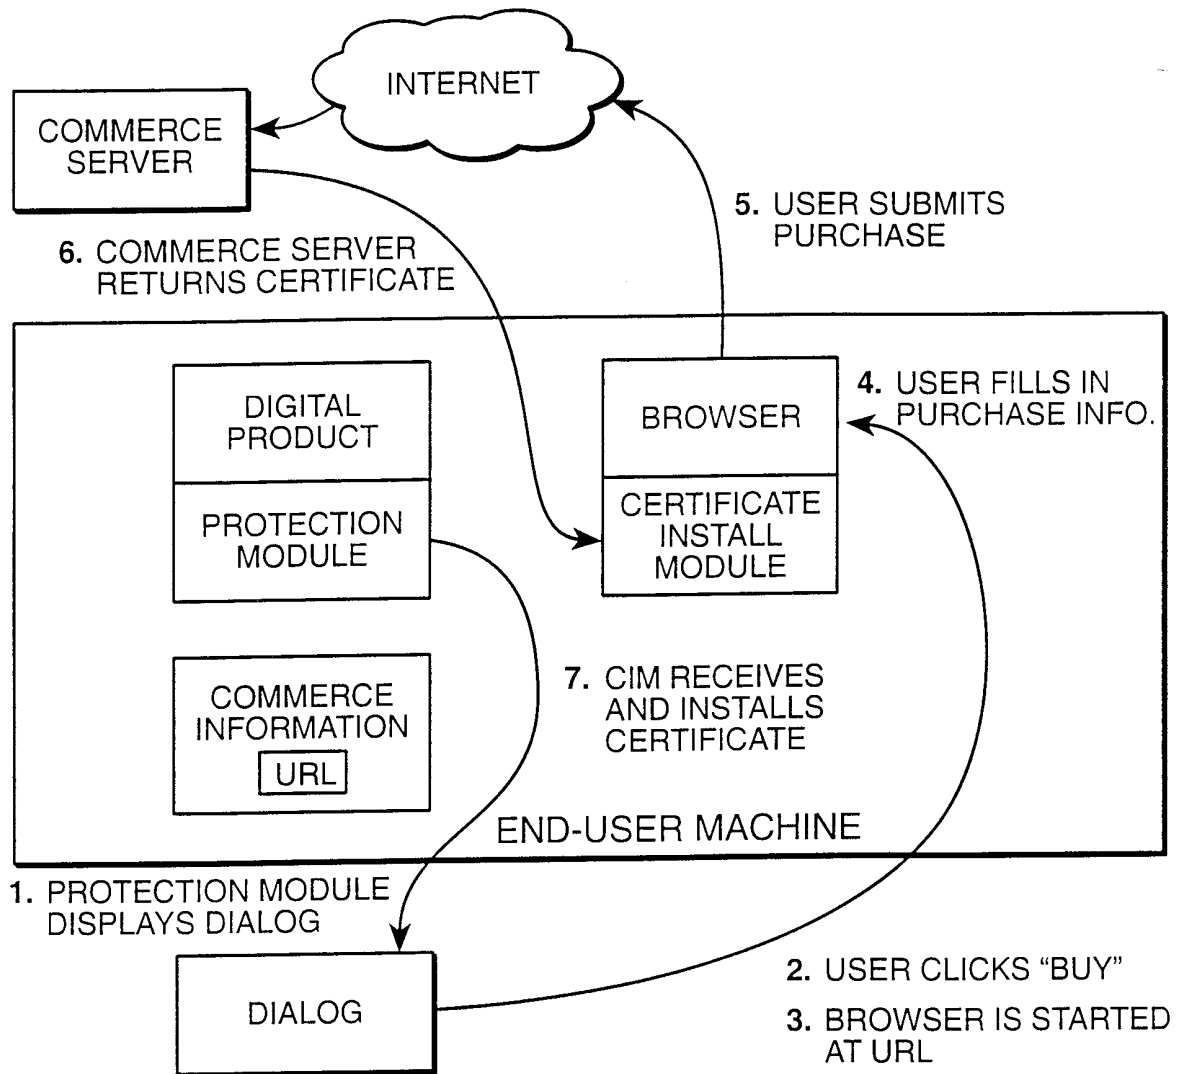 INTERNET
COMMERCE
SERVER
5. USER SUBMITS
PURCHASE
6. COMMERCE SERVER
RETURNS CERTIFICATE
DIGITAL
PRODUCT
PROTECTION
MODULE
BROWSER
CERTIFICATE
INSTALL
MODULE
4. USER FILLS IN
PURCHASE INFO.
COMMERCE
INFORMATION
URL
7. CIM RECEIVES
AND INSTALLS
CERTIFICATE
END-USER MACHINE
1. PROTECTION MODULE
DISPLAYS DIALOG
DIALOG
2. USER CLICKS “BUY”
3. BROWSER IS STARTED
AT URL